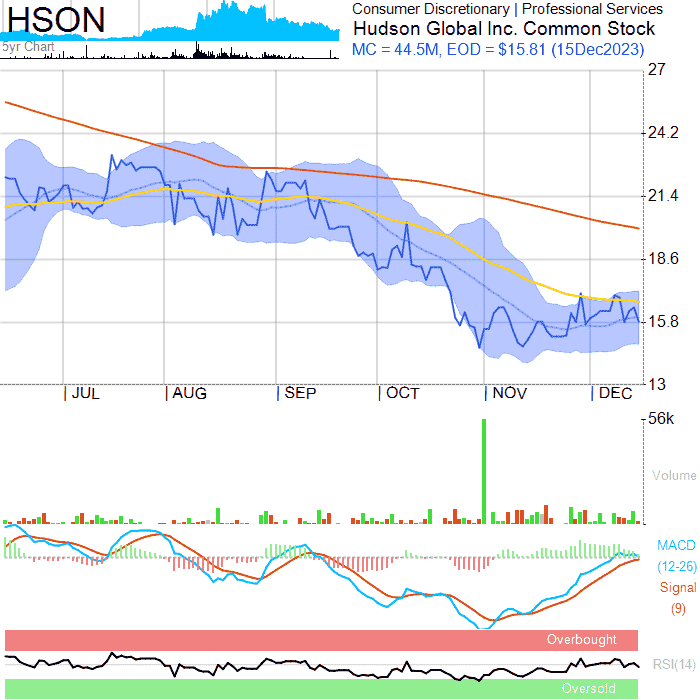 HSON
5yr Chart
Consumer Discretionary | Professional Services
Hudson Global Inc. Common Stock
MC = 44.5M, EOD = $15.81 (15Dec2023)
27
24.2
21.4
18.6
15.8
13
| JUL | AUG | SEP | OCT | NOV | DEC
56k
Volume
MACD
(12-26)
Signal
(9)
Overbought
RSI(14)
Oversold